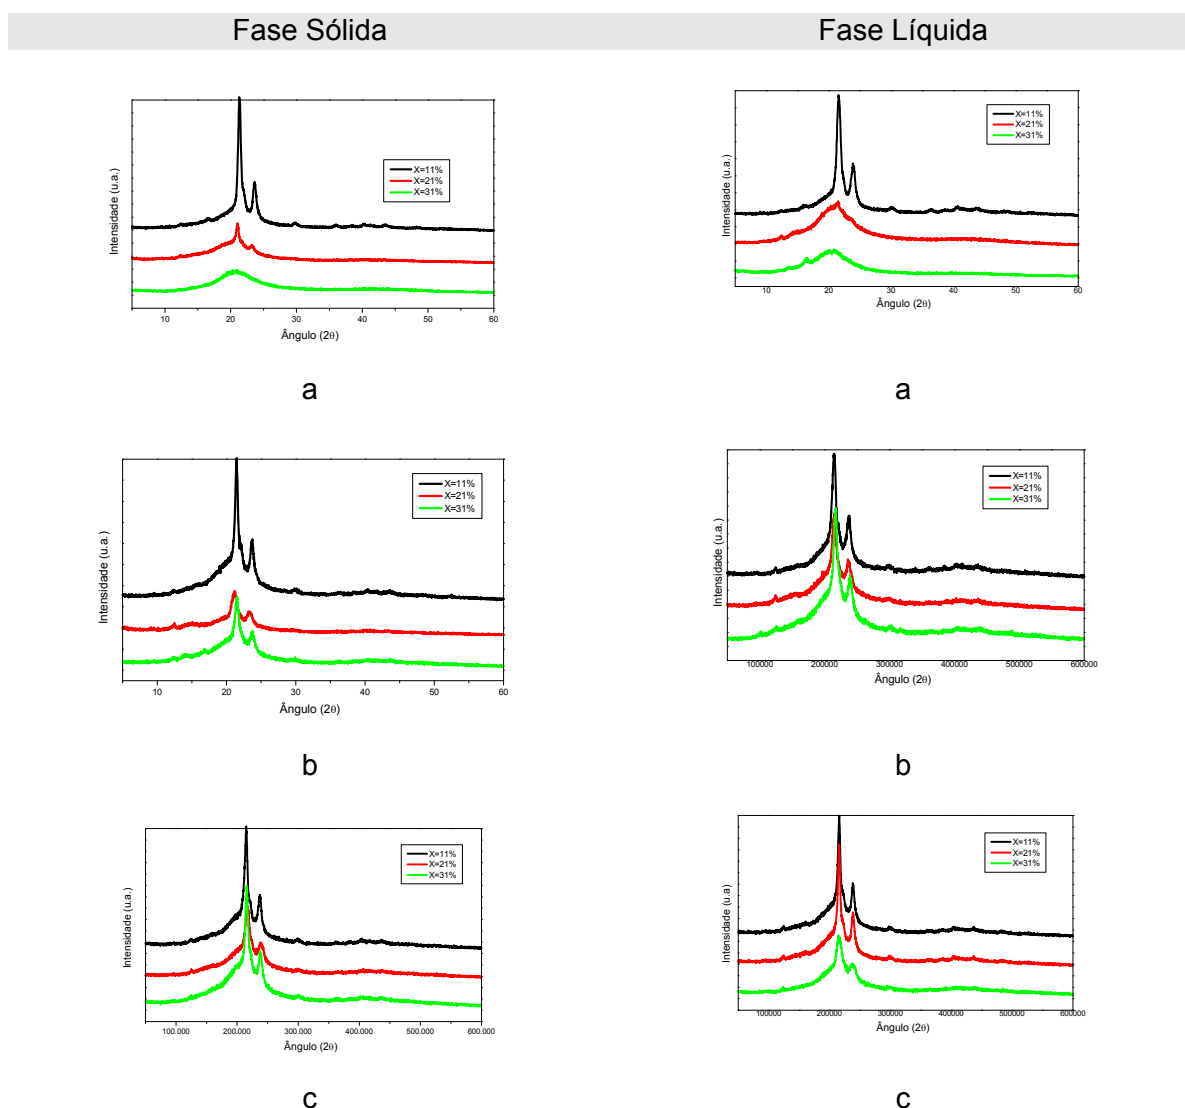 Fase Sólida
Fase Líquida
Intensidade (u.a.)
X=11%
X=21%
X=31%
10 20 30 40 50 60
Ângulo (2θ)
a
Intensidade (u.a.)
X=11%
X=21%
X=31%
10 20 30 40 50 60
Ângulo (2θ)
a
Intensidade (u.a.)
X=11%
X=21%
X=31%
10 20 30 40 50 60
Ângulo (2θ)
b
Intensidade (u.a.)
X=11%
X=21%
X=31%
100000 200000 300000 400000 500000 600000
Ângulo (2θ)
b
Intensidade (u.a.)
X=11%
X=21%
X=31%
100.000 200.000 300.000 400.000 500.000 600.000
Ângulo (2θ)
c
Intensidade (u.a)
X=11%
X=21%
X=31%
100000 200000 300000 400000 500000 600000
Ângulo (2θ)
c